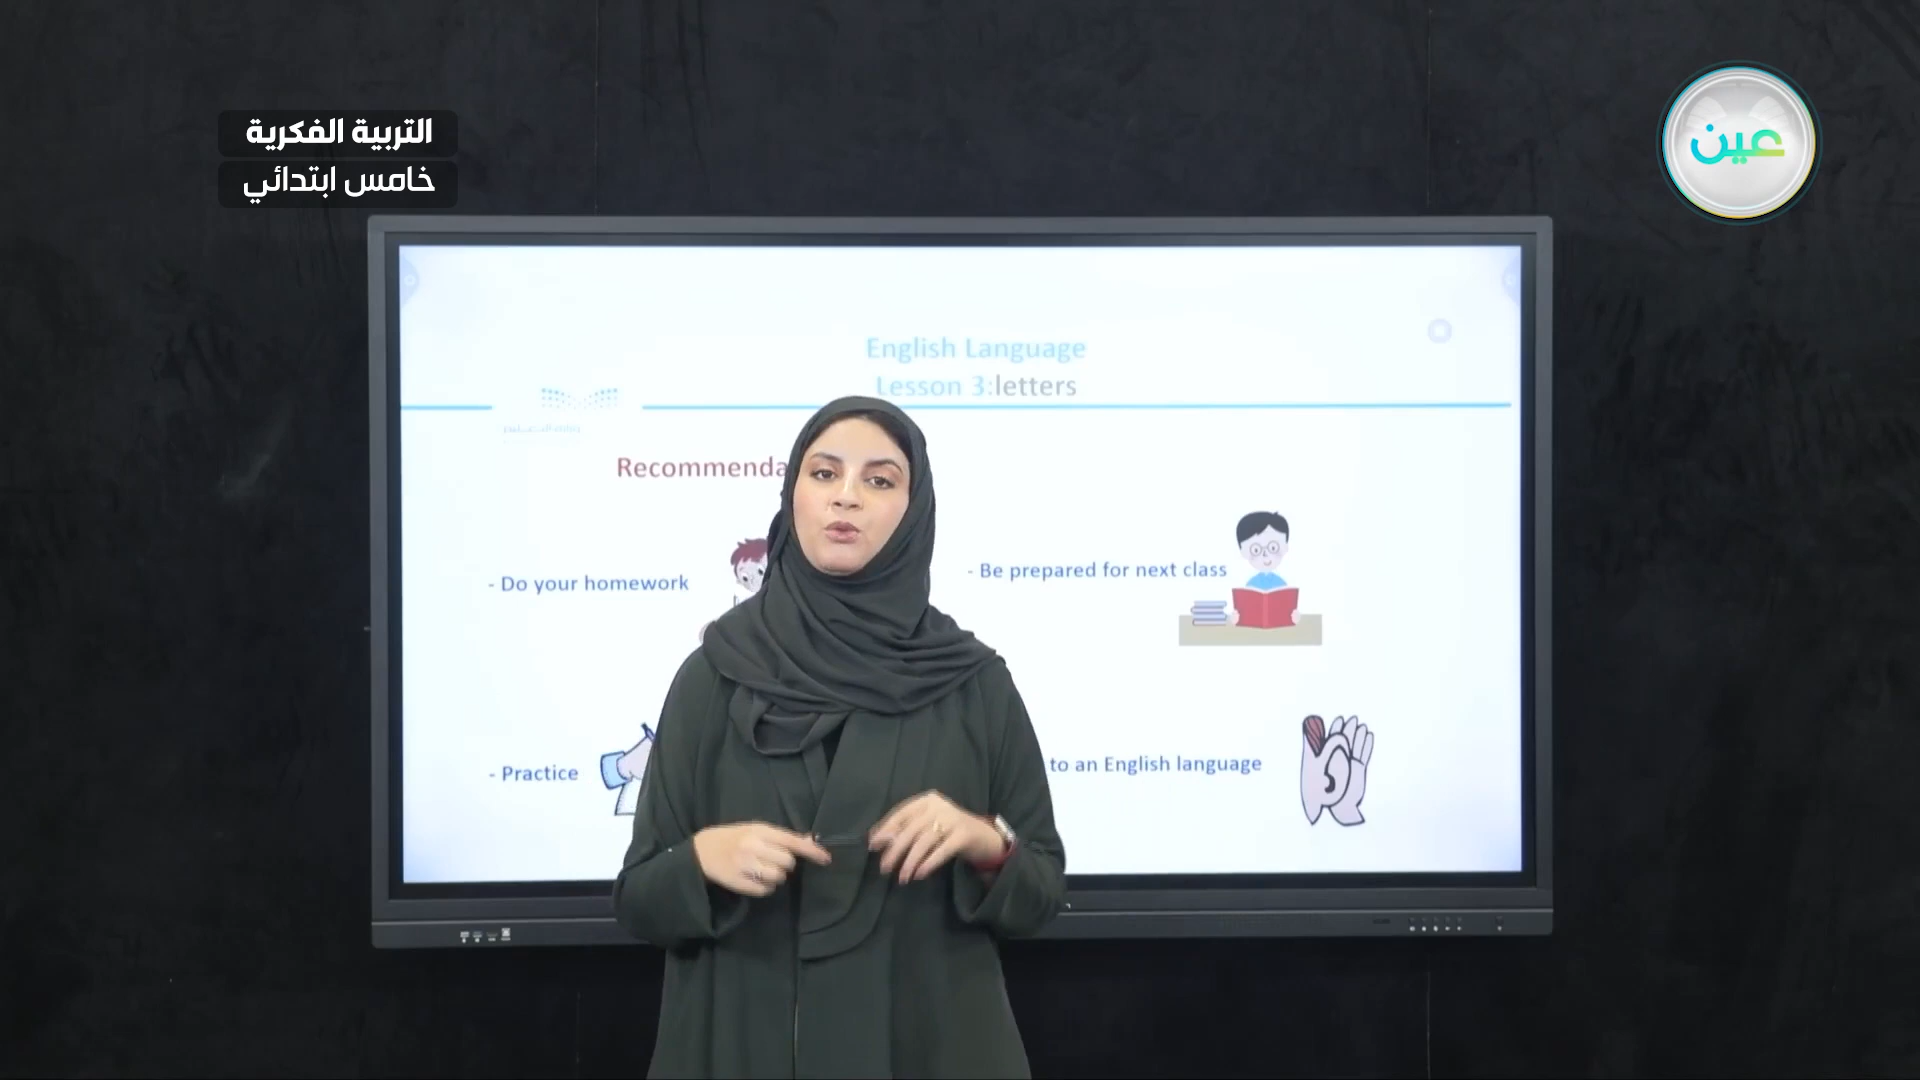 التربية الفكرية
خامس ابتدائي
عين
English Language
Lesson 3:letters
Recommenda
- Do your homework
- Be prepared for next class
- Practice
to an English language